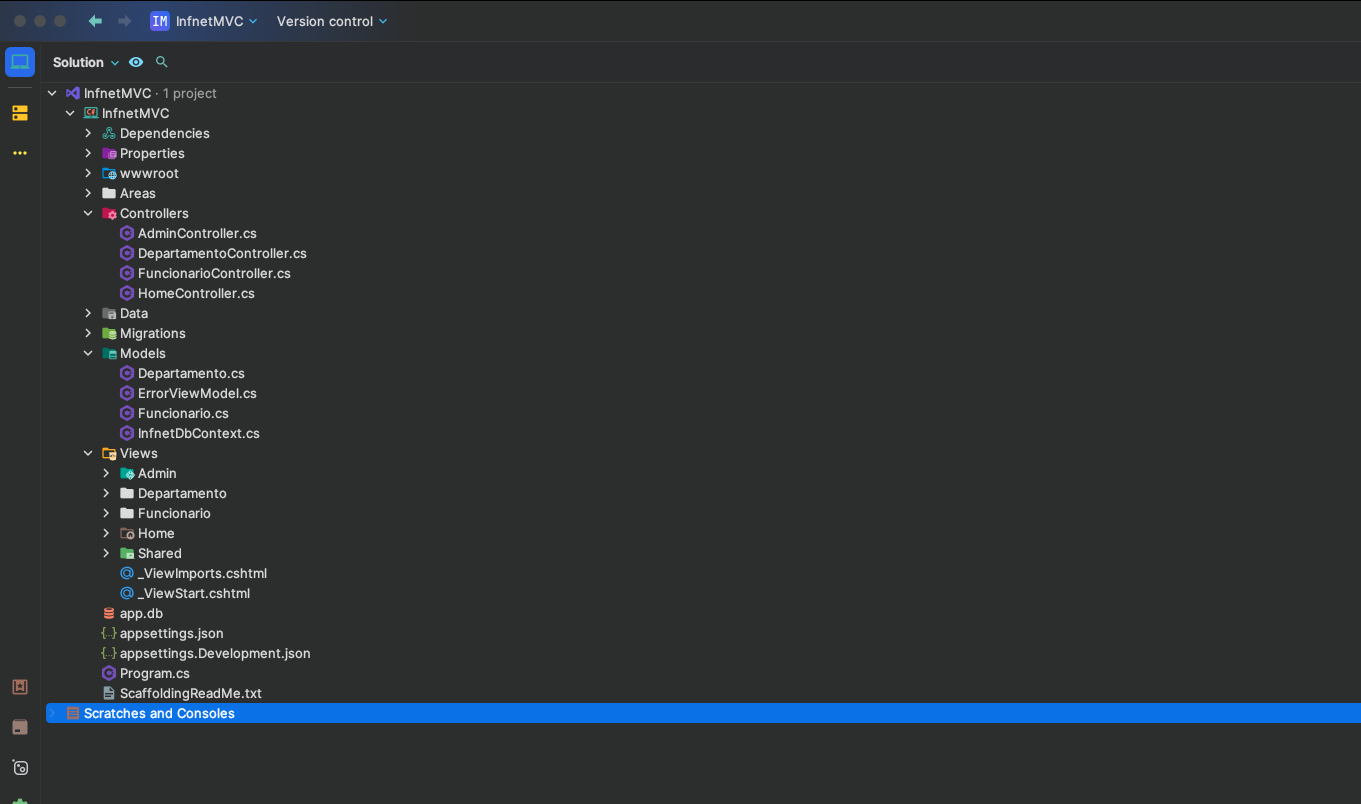 IM InfnetMVC Version control
Solution
InfnetMVC · 1 project
InfnetMVC
Dependencies
Properties
wwwroot
Areas
Controllers
AdminController.cs
DepartamentoController.cs
FuncionarioController.cs
HomeController.cs
Data
Migrations
Models
Departamento.cs
ErrorViewModel.cs
Funcionario.cs
InfnetDbContext.cs
Views
Admin
Departamento
Funcionario
Home
Shared
_ViewImports.cshtml
_ViewStart.cshtml
app.db
appsettings.json
appsettings.Development.json
Program.cs
ScaffoldingReadMe.txt
Scratches and Consoles